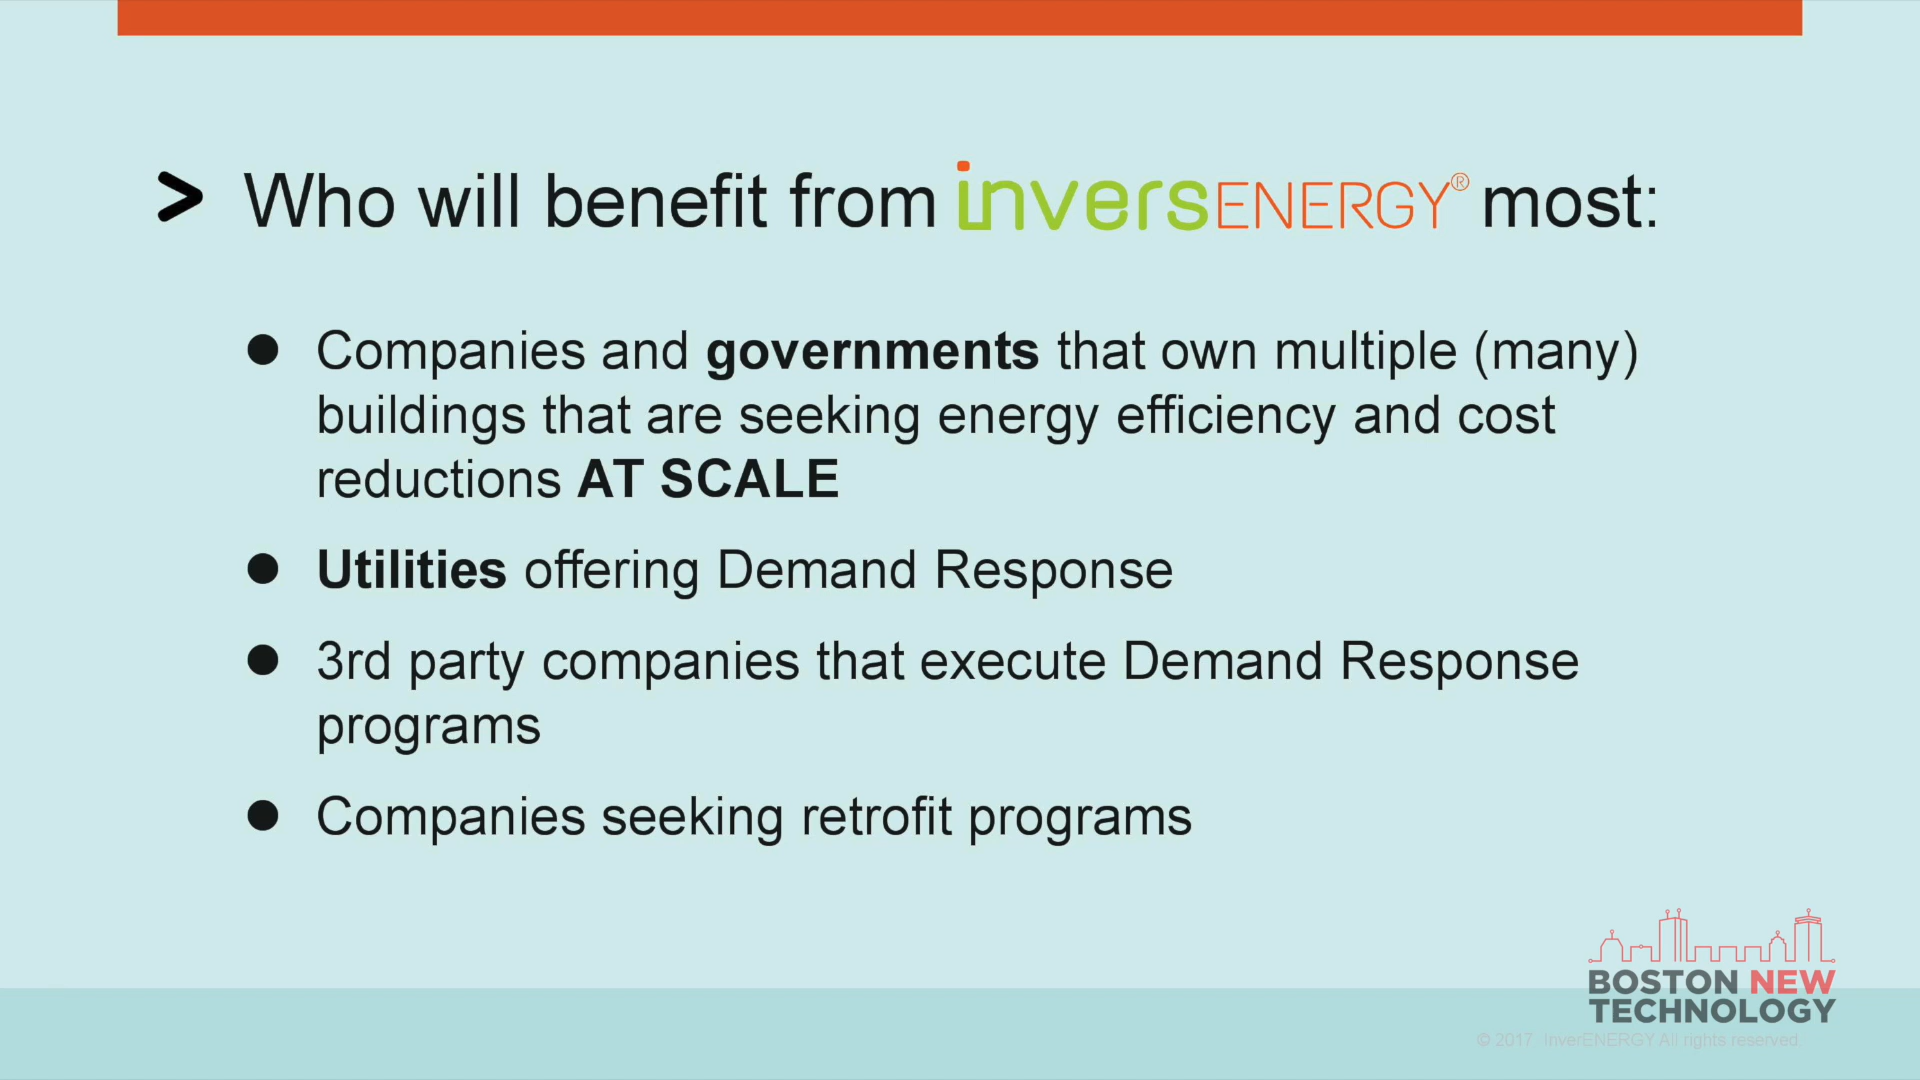 > Who will benefit from inversENERGY® most:
● Companies and governments that own multiple (many)
buildings that are seeking energy efficiency and cost
reductions AT SCALE
● Utilities offering Demand Response
● 3rd party companies that execute Demand Response
programs
● Companies seeking retrofit programs
BOSTON NEW
TECHNOLOGY
© 2017 InverENERGY All rights reserved.